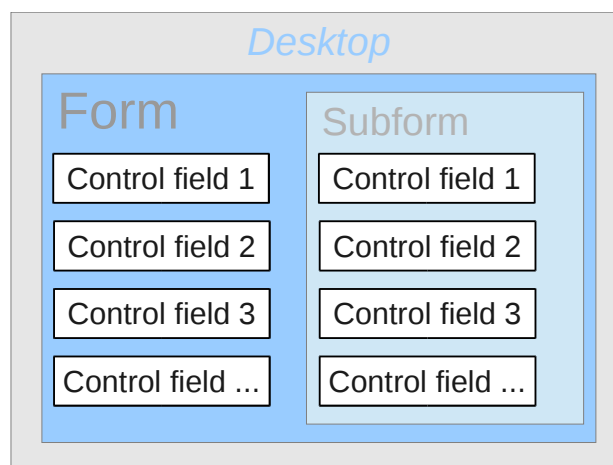 Desktop
Form
Control field 1
Control field 2
Control field 3
Control field ...
Subform
Control field 1
Control field 2
Control field 3
Control field ...